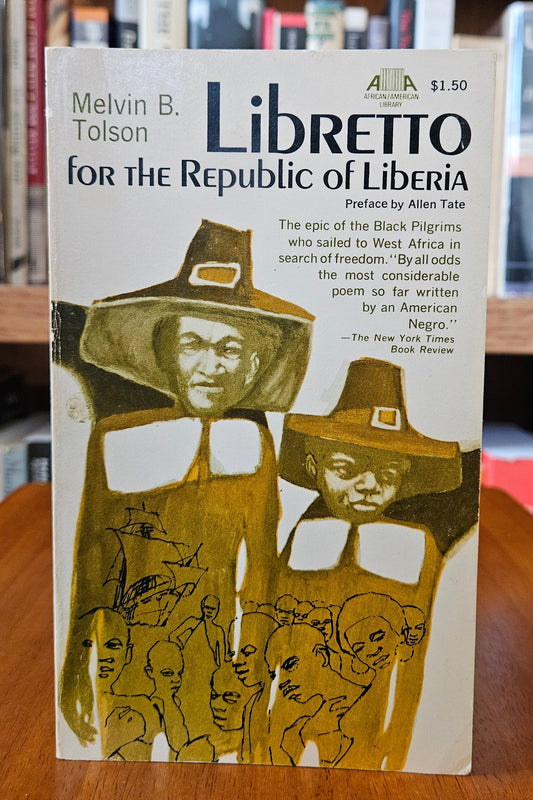 AA
AFRICAN/AMERICAN
LIBRARY
$1.50
Melvin B.
Tolson
LIBRETTO
FOR THE REPUBLIC OF LIBERIA
Preface by Allen Tate
The epic of the Black Pilgrims
who sailed to West Africa in
search of freedom. "By all odds
the most considerable
poem so far written
by an American
Negro."
—The New York Times
Book Review